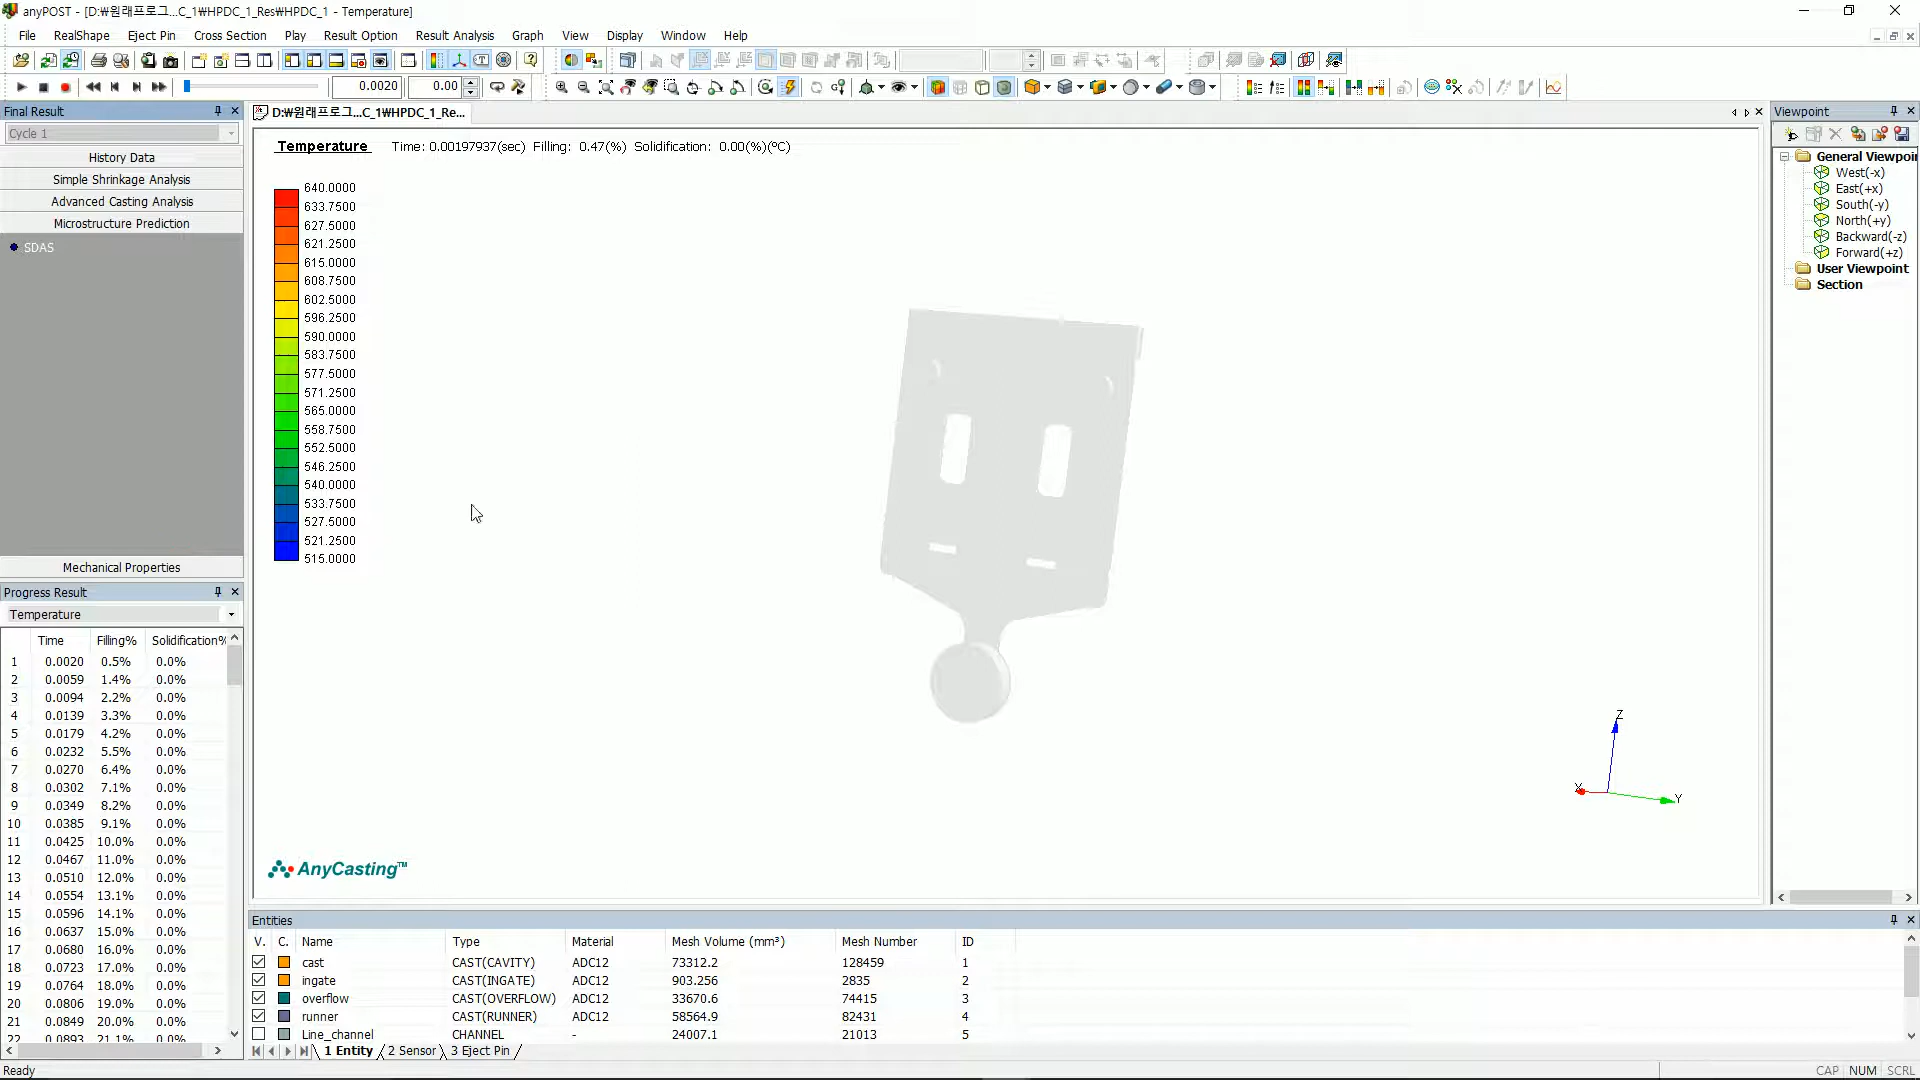 anyPOST - [D:₩원래프로그...C_1₩HPDC_1_Res₩HPDC_1 - Temperature]
File RealShape Eject Pin Cross Section Play Result Option Result Analysis Graph View Display Window Help
0.0020 0.00
Final Result
Cycle 1
History Data
Simple Shrinkage Analysis
Advanced Casting Analysis
Microstructure Prediction
SDAS
Mechanical Properties
Progress Result
Temperature
Time Filling% Solidification%
1 0.0020 0.5% 0.0%
2 0.0059 1.4% 0.0%
3 0.0094 2.2% 0.0%
4 0.0139 3.3% 0.0%
5 0.0179 4.2% 0.0%
6 0.0232 5.5% 0.0%
7 0.0270 6.4% 0.0%
8 0.0302 7.1% 0.0%
9 0.0349 8.2% 0.0%
10 0.0385 9.1% 0.0%
11 0.0425 10.0% 0.0%
12 0.0467 11.0% 0.0%
13 0.0510 12.0% 0.0%
14 0.0554 13.1% 0.0%
15 0.0596 14.1% 0.0%
16 0.0637 15.0% 0.0%
17 0.0680 16.0% 0.0%
18 0.0723 17.0% 0.0%
19 0.0764 18.0% 0.0%
20 0.0806 19.0% 0.0%
21 0.0849 20.0% 0.0%
22 0.0893 21.1% 0.0%
D:₩원래프로그...C_1₩HPDC_1_Re...
Temperature Time: 0.00197937(sec) Filling: 0.47(%) Solidification: 0.00(%)(ºC)
640.0000
633.7500
627.5000
621.2500
615.0000
608.7500
602.5000
596.2500
590.0000
583.7500
577.5000
571.2500
565.0000
558.7500
552.5000
546.2500
540.0000
533.7500
527.5000
521.2500
515.0000
Z
X
Y
AnyCasting™
Viewpoint
General Viewpoi
West(-x)
East(+x)
South(-y)
North(+y)
Backward(-z)
Forward(+z)
User Viewpoint
Section
Entities
V. C. Name Type Material Mesh Volume (mm³) Mesh Number ID
cast CAST(CAVITY) ADC12 73312.2 128459 1
ingate CAST(INGATE) ADC12 903.256 2835 2
overflow CAST(OVERFLOW) ADC12 33670.6 74415 3
runner CAST(RUNNER) ADC12 58564.9 82431 4
Line_channel CHANNEL - 24007.1 21013 5
1 Entity 2 Sensor 3 Eject Pin
Ready
CAP NUM SCRL